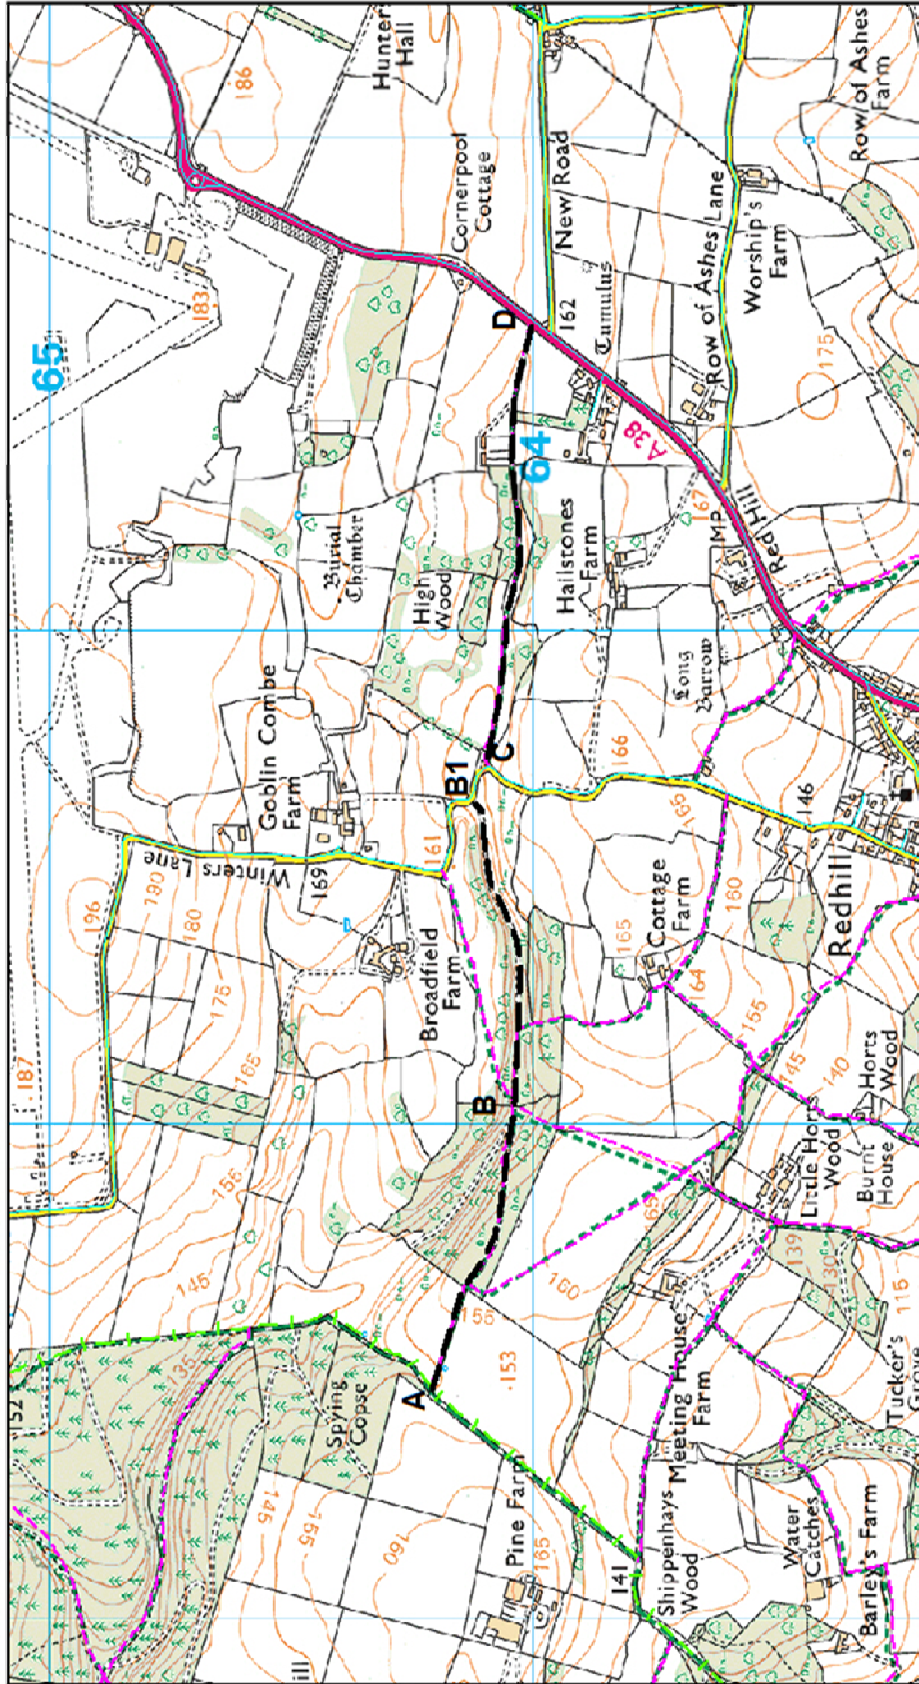 152
Spying
Copse
135
145
155
160
ill
Pine Farm
165
141
Shippenhays
Wood
Water
Catches
Barley's Farm
Tucker's
Meeting House
Farm
A
153
155
160
145
156
165
175
180
190
196
187
Winters Lane
169
Goblin Combe
Farm
Broadfield
Farm
161
B
B1
C
165
Cottage
Farm
164
155
145
140
160
165
166
146
Redhill
Little Horts
Wood
Burnt
House
Horts
Wood
165
139
130
115
Burial
Chamber
High
Wood
Hailstones
Farm
Long
Barrow
MP
167
Red Hill
A 38
64
65
D
162
Tumulus
New Road
Cornerpool
Cottage
183
186
Hunter
Hall
Row of Ashes Lane
Worship's
Farm
175
Row of Ashes
Farm